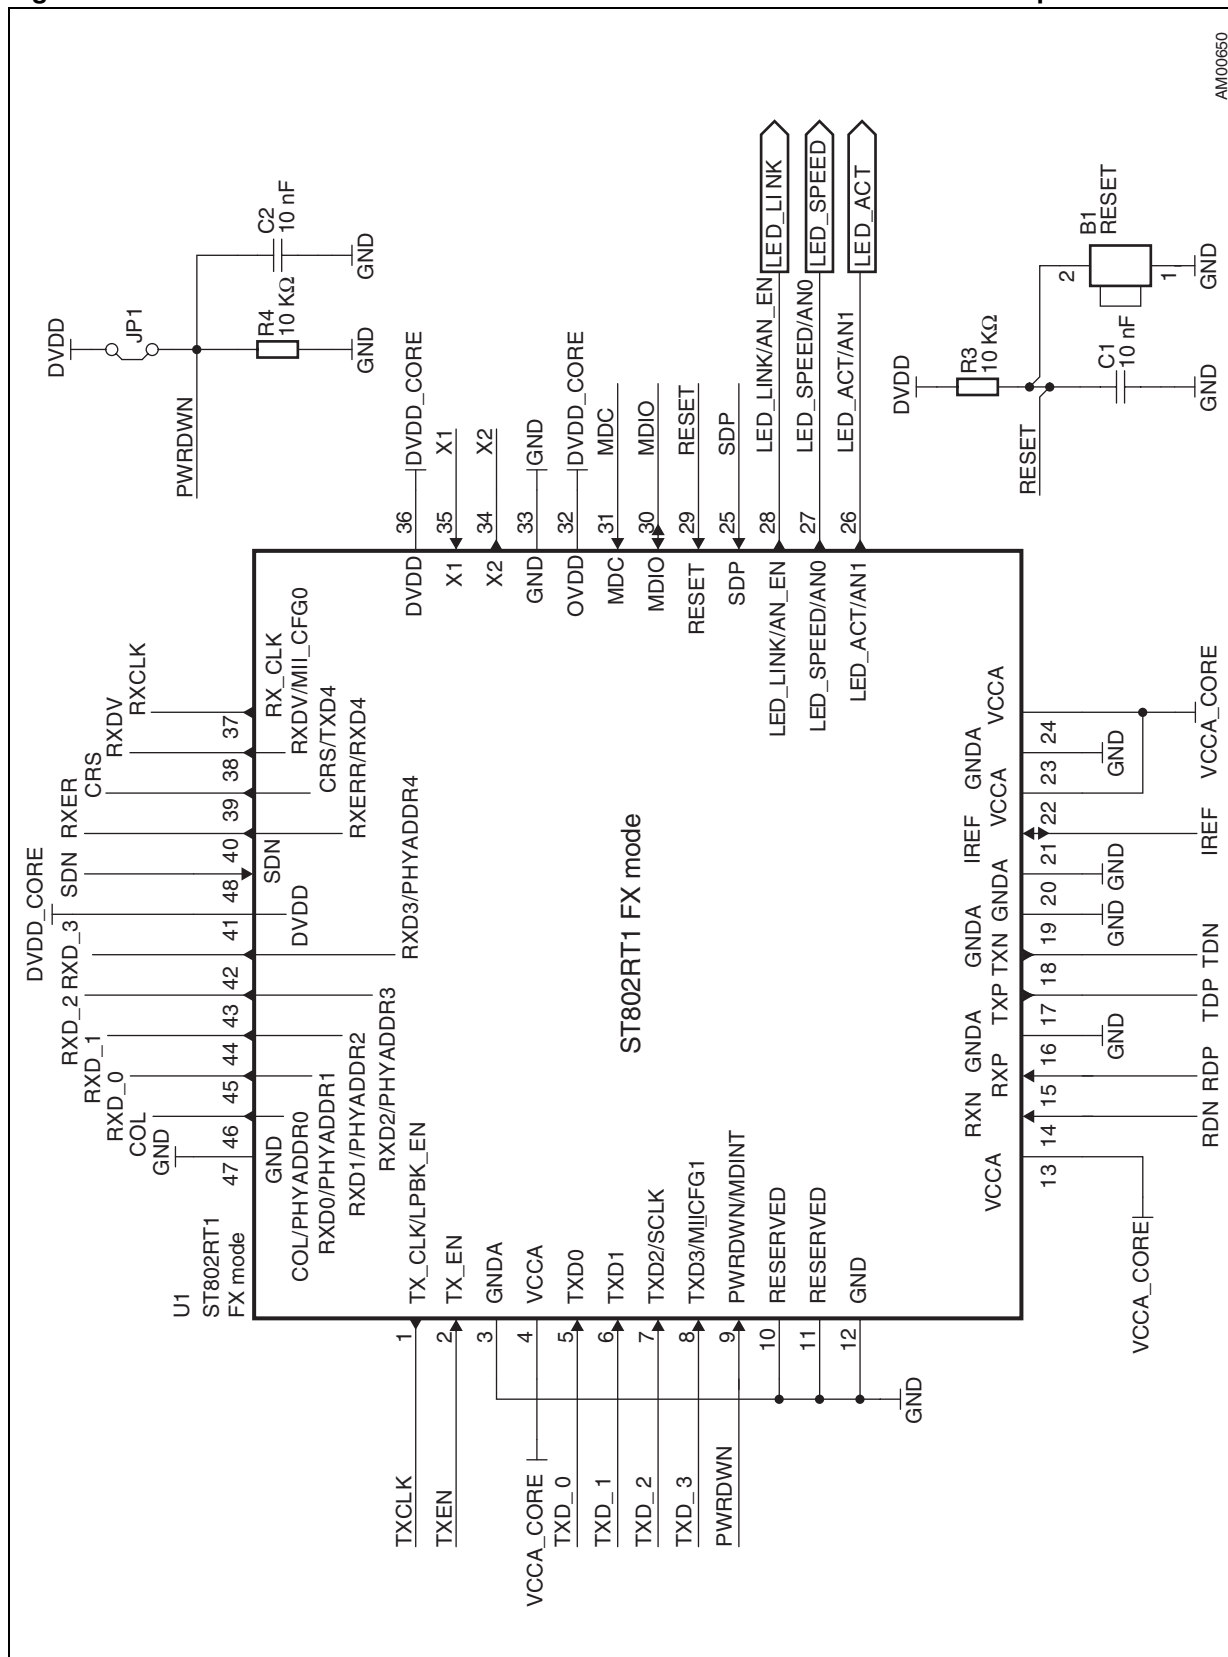 AM00650
DVDD
JP1
PWRDWN
R4
10 KΩ
C2
10 nF
GND
GND
DVDD_CORE
SDN
RXER
CRS
RXDV
RXCLK
RXD_3
RXD_2
RXD_1
RXD_0
COL
GND
47
46
45
44
43
42
41
48
40
39
38
37
GND
COL/PHYADDR0
RXD0/PHYADDR1
RXD1/PHYADDR2
RXD2/PHYADDR3
RXD3/PHYADDR4
DVDD
SDN
RXERR/RXD4
CRS/TXD4
RXDV/MII_CFG0
RX_CLK
U1
ST802RT1
FX mode
ST802RT1 FX mode
TXCLK
1
TX_CLK/LPBK_EN
TXEN
2
TX_EN
3
GNDA
VCCA_CORE
4
VCCA
TXD_0
5
TXD0
TXD_1
6
TXD1
TXD_2
7
TXD2/SCLK
TXD_3
8
TXD3/MIICFG1
PWRDWN
9
PWRDWN/MDINT
10
RESERVED
11
RESERVED
12
GND
GND
DVDD
36
DVDD_CORE
X1
35
X1
X2
34
X2
GND
33
GND
OVDD
32
DVDD_CORE
MDC
31
MDC
MDIO
30
MDIO
RESET
29
RESET
SDP
25
SDP
LED_LINK/AN_EN
28
LED_LINK/AN_EN
LED_LINK
LED_SPEED/AN0
27
LED_SPEED/AN0
LED_SPEED
LED_ACT/AN1
26
LED_ACT/AN1
LED_ACT
VCCA
RXN
RXP
GNDA
TXP
TXN
GNDA
GNDA
IREF
VCCA
GNDA
VCCA
13
14
15
16
17
18
19
20
21
22
23
24
VCCA_CORE
RDN
RDP
GND
TDP
TDN
GND
GND
IREF
GND
VCCA_CORE
DVDD
R3
10 KΩ
RESET
C1
10 nF
GND
B1
RESET
2
1
GND